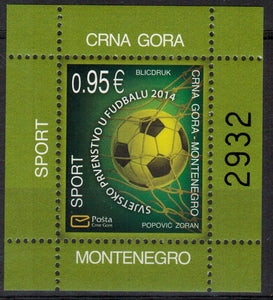 CRNA GORA
SPORT
0.95 €
BLICDRUK
SVJETSKO PRVENSTVO U FUDBALU 2014
CRNA GORA - MONTENEGRO
SPORT
Pošta
Crne Gore
POPOVIĆ ZORAN
2932
MONTENEGRO